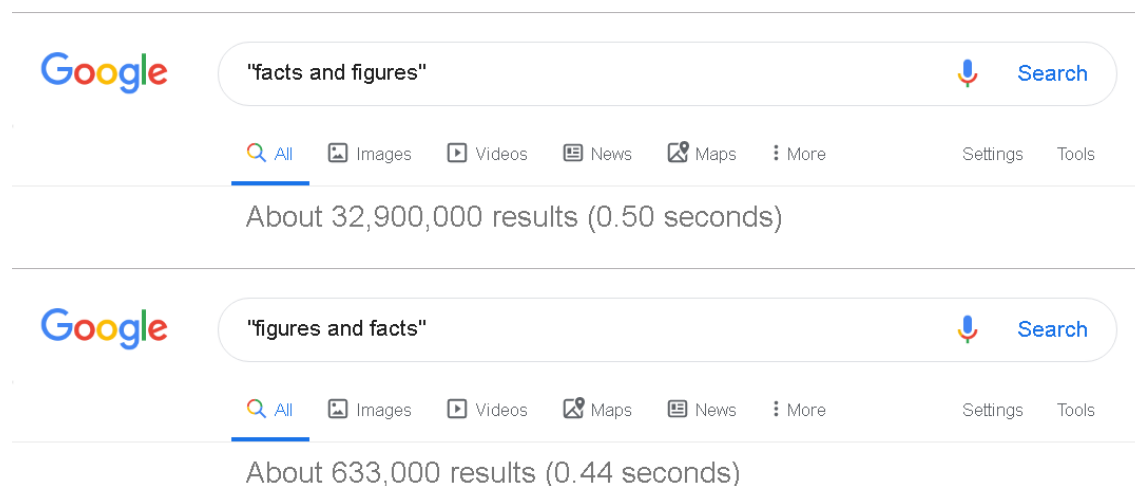 Google "facts and figures" Search
All Images Videos News Maps More Settings Tools
About 32,900,000 results (0.50 seconds)
Google "figures and facts" Search
All Images Videos Maps News More Settings Tools
About 633,000 results (0.44 seconds)